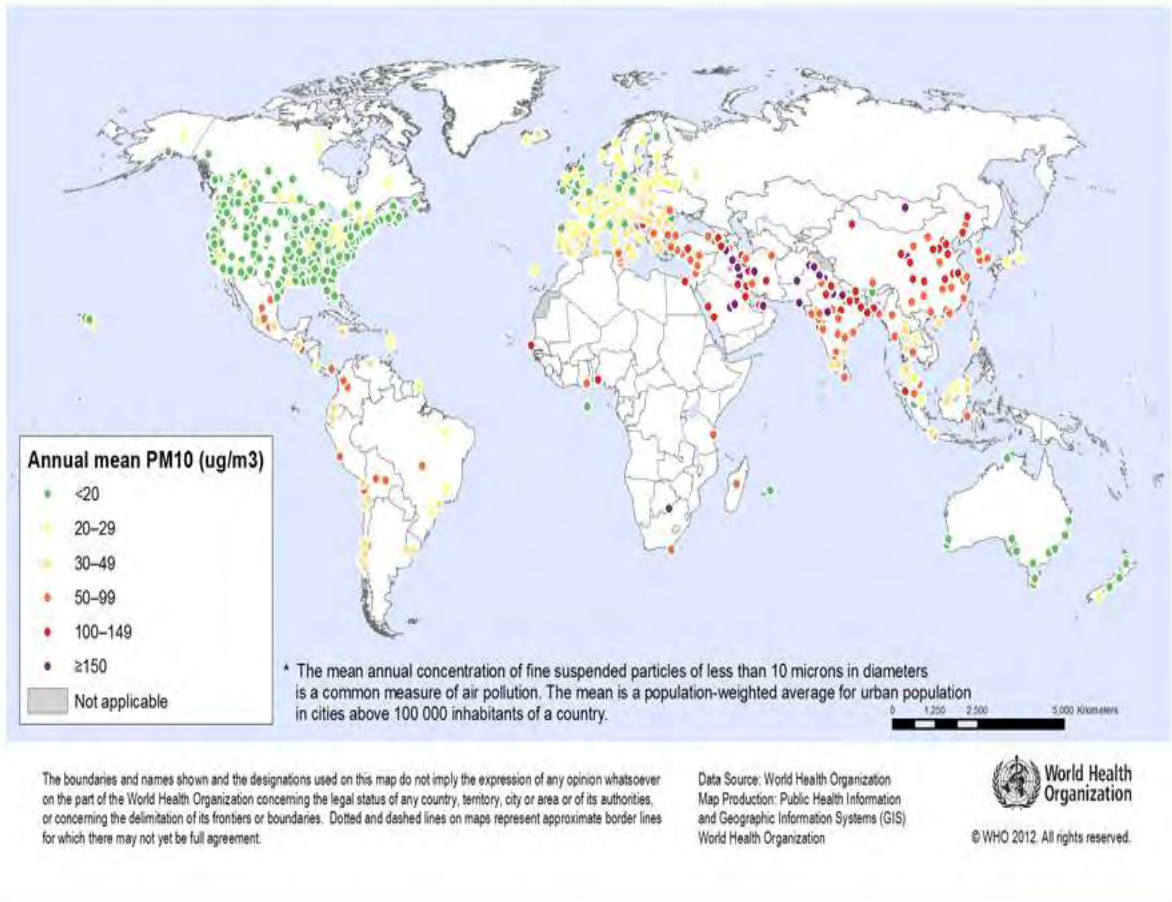 Annual mean PM10 (ug/m3)
<20
20–29
30–49
50–99
100–149
≥150
Not applicable
* The mean annual concentration of fine suspended particles of less than 10 microns in diameters
is a common measure of air pollution. The mean is a population-weighted average for urban population
in cities above 100 000 inhabitants of a country.
0 1,250 2,500 5,000 Kilometers
The boundaries and names shown and the designations used on this map do not imply the expression of any opinion whatsoever
on the part of the World Health Organization concerning the legal status of any country, territory, city or area or of its authorities,
or concerning the delimitation of its frontiers or boundaries. Dotted and dashed lines on maps represent approximate border lines
for which there may not yet be full agreement.
Data Source: World Health Organization
Map Production: Public Health Information
and Geographic Information Systems (GIS)
World Health Organization
World Health
Organization
© WHO 2012. All rights reserved.